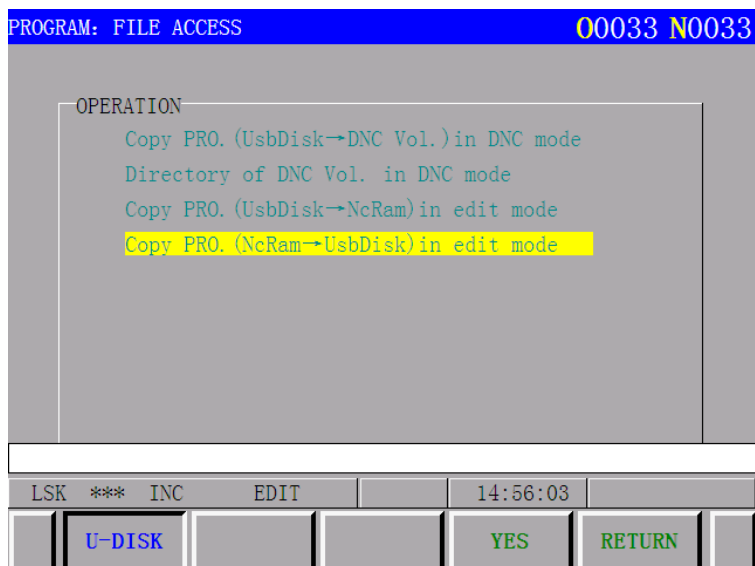 PROGRAM: FILE ACCESS O0033 N0033
OPERATION
Copy PRO.(UsbDisk→DNC Vol.)in DNC mode
Directory of DNC Vol. in DNC mode
Copy PRO.(UsbDisk→NcRam)in edit mode
Copy PRO.(NcRam→UsbDisk)in edit mode
LSK *** INC EDIT 14:56:03
U-DISK YES RETURN